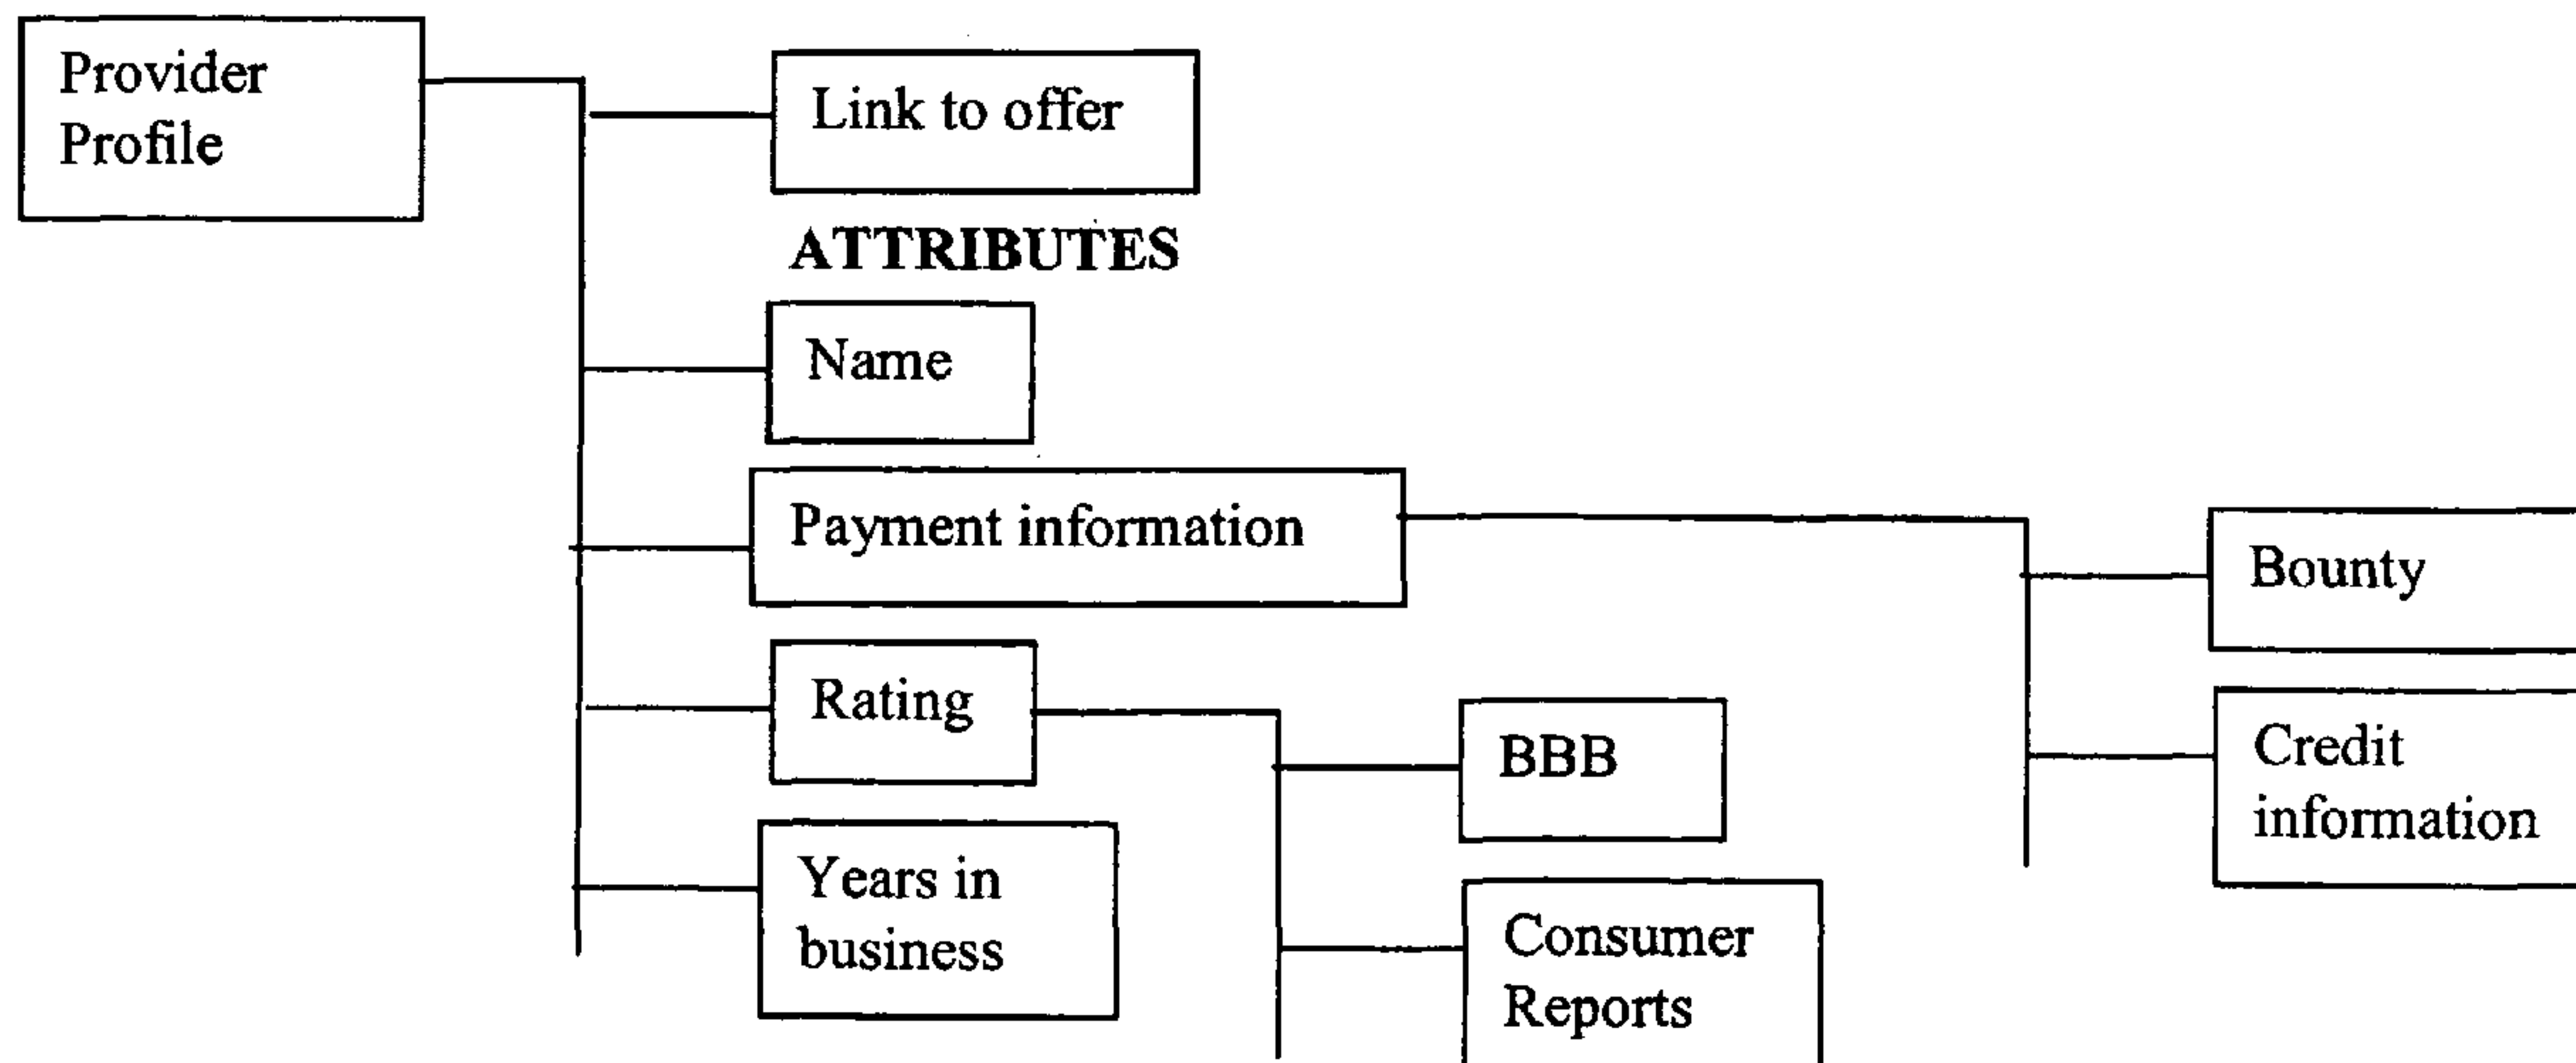 Provider
Profile
Link to offer
ATTRIBUTES
Name
Payment information
Bounty
Rating
BBB
Credit
information
Years in
business
Consumer
Reports